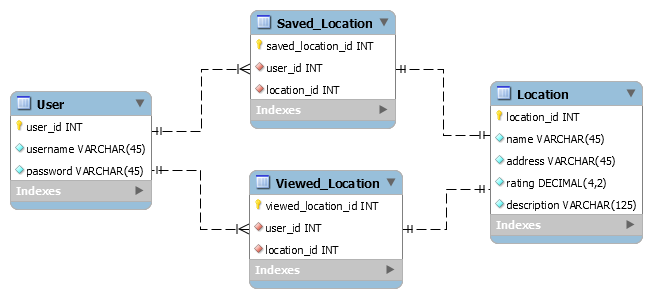 Saved_Location
saved_location_id INT
user_id INT
location_id INT
Indexes
User
user_id INT
username VARCHAR(45)
password VARCHAR(45)
Indexes
Viewed_Location
viewed_location_id INT
user_id INT
location_id INT
Indexes
Location
location_id INT
name VARCHAR(45)
address VARCHAR(45)
rating DECIMAL(4,2)
description VARCHAR(125)
Indexes